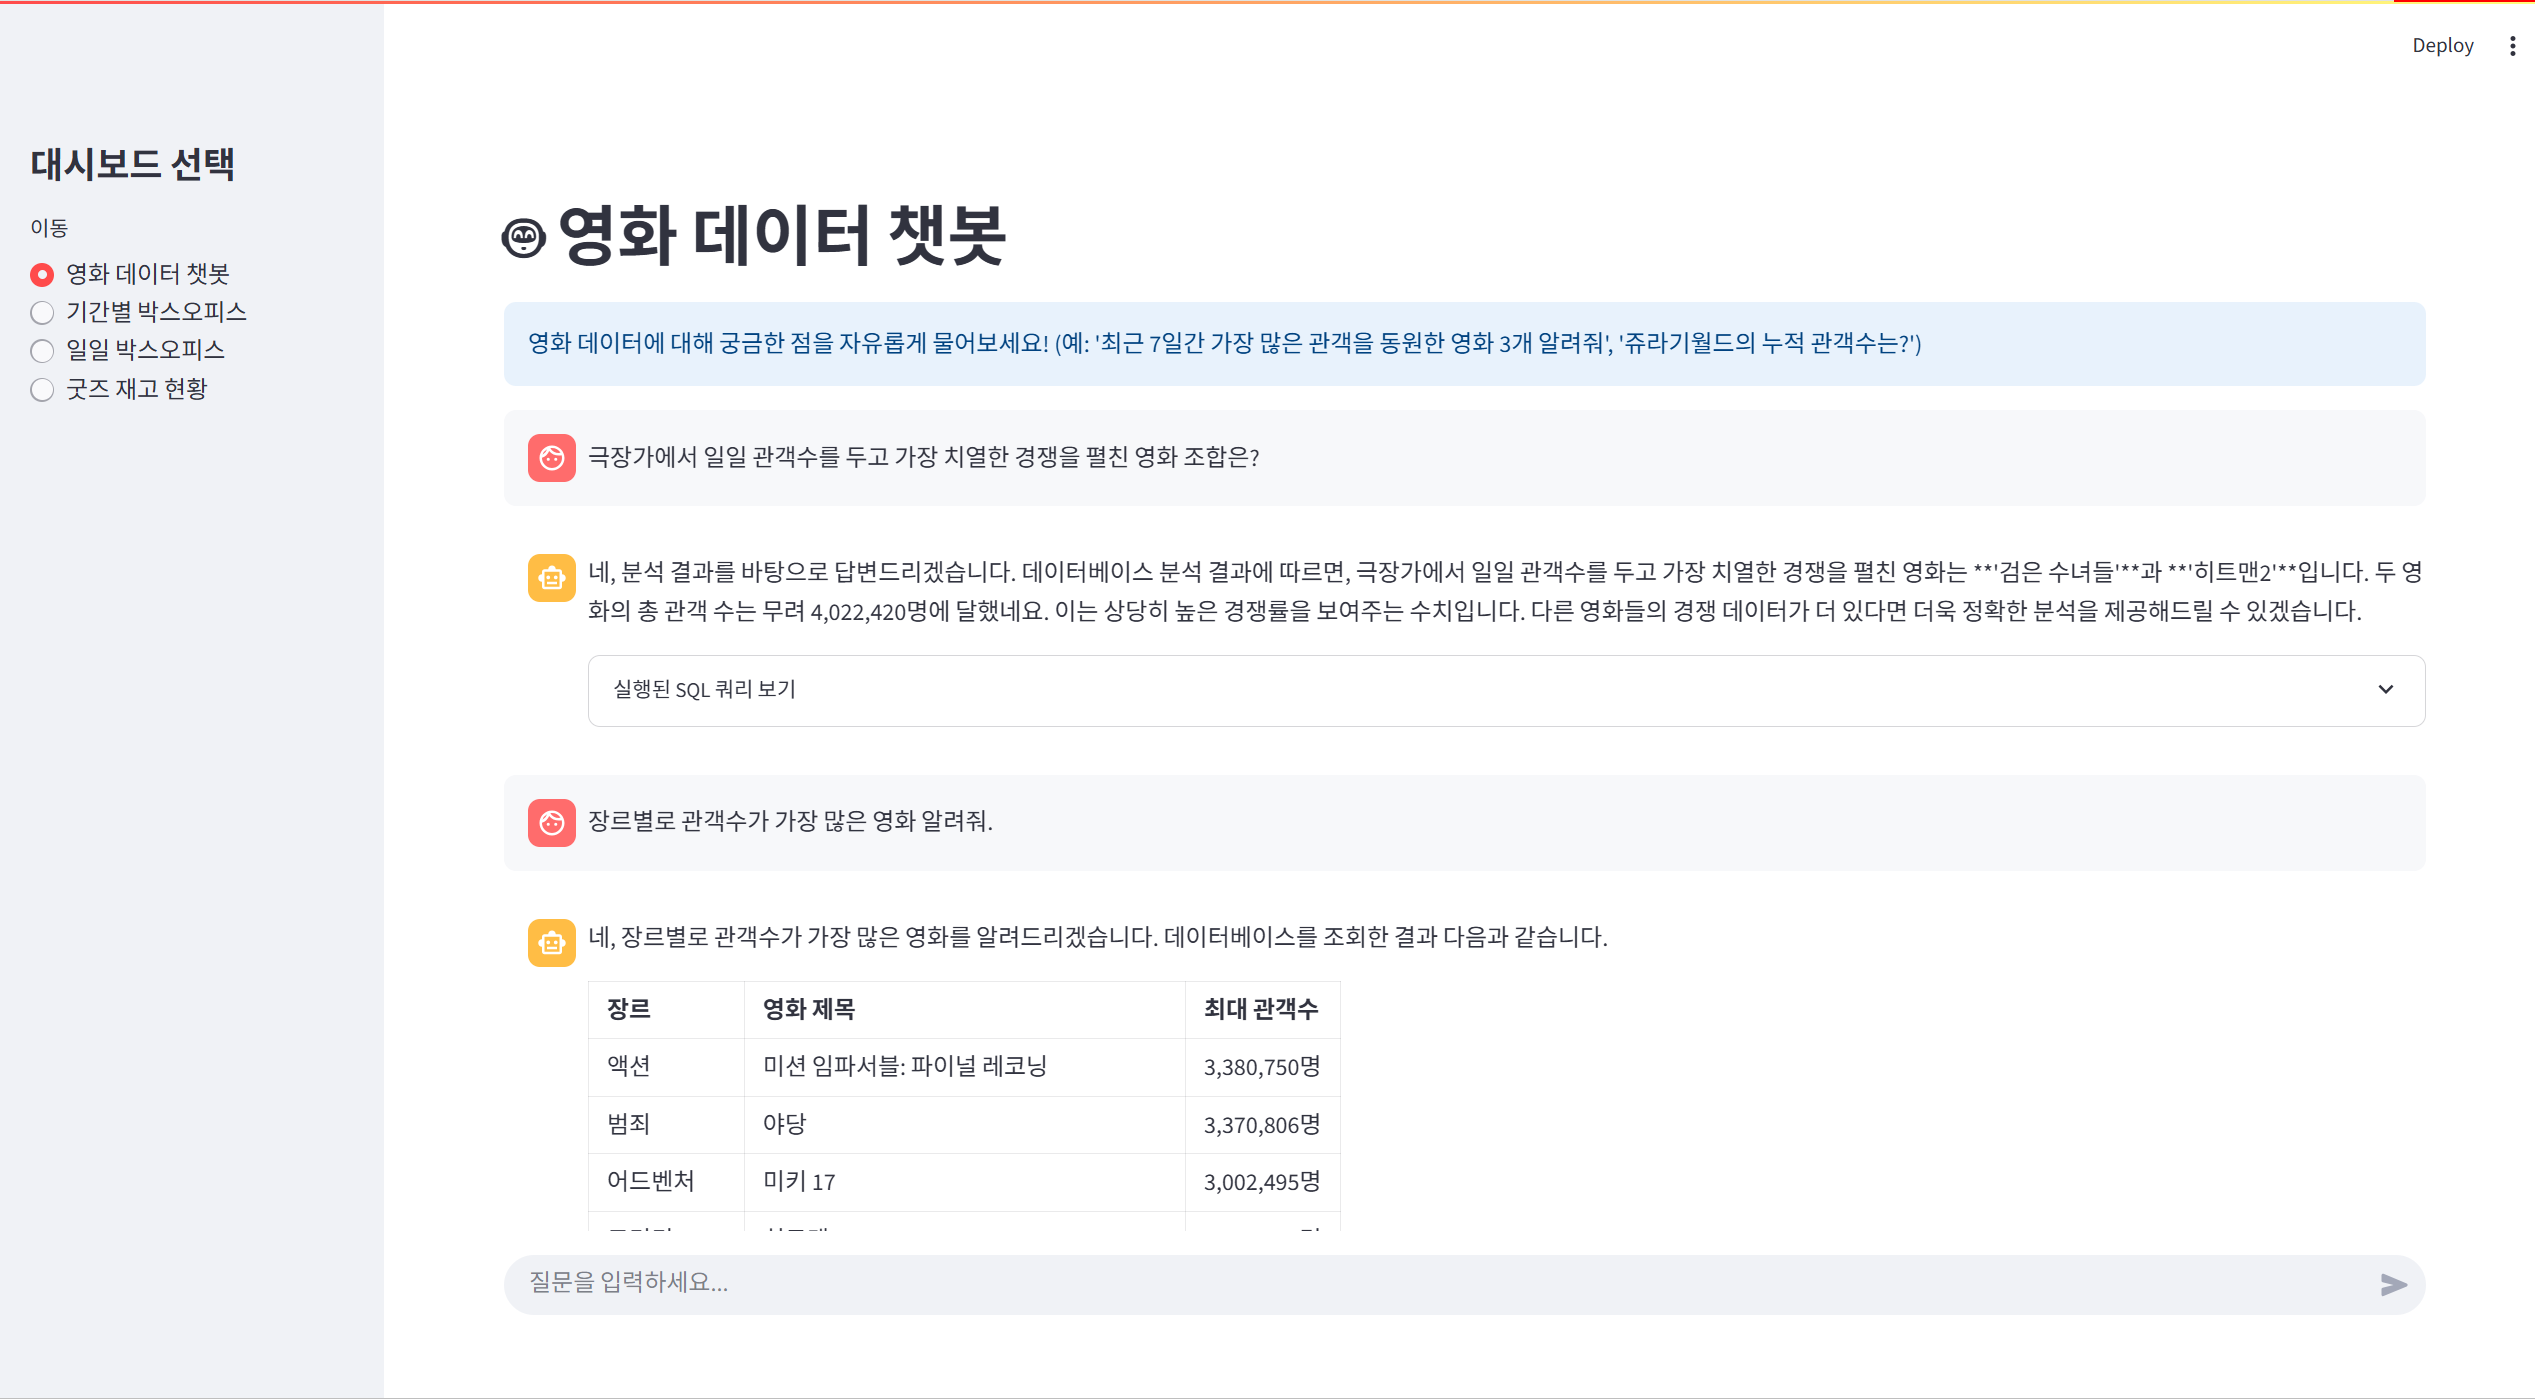 Deploy
대시보드 선택
이동
영화 데이터 챗봇
기간별 박스오피스
일일 박스오피스
굿즈 재고 현황
영화 데이터 챗봇
영화 데이터에 대해 궁금한 점을 자유롭게 물어보세요! (예: '최근 7일간 가장 많은 관객을 동원한 영화 3개 알려줘', '쥬라기월드의 누적 관객수는?')
극장가에서 일일 관객수를 두고 가장 치열한 경쟁을 펼친 영화 조합은?
네, 분석 결과를 바탕으로 답변드리겠습니다. 데이터베이스 분석 결과에 따르면, 극장가에서 일일 관객수를 두고 가장 치열한 경쟁을 펼친 영화는 **'검은 수녀들'**과 **'히트맨2'**입니다. 두 영
화의 총 관객 수는 무려 4,022,420명에 달했네요. 이는 상당히 높은 경쟁률을 보여주는 수치입니다. 다른 영화들의 경쟁 데이터가 더 있다면 더욱 정확한 분석을 제공해드릴 수 있겠습니다.
실행된 SQL 쿼리 보기
장르별로 관객수가 가장 많은 영화 알려줘.
네, 장르별로 관객수가 가장 많은 영화를 알려드리겠습니다. 데이터베이스를 조회한 결과 다음과 같습니다.
장르 영화 제목 최대 관객수
액션 미션 임파서블: 파이널 레코닝 3,380,750명
범죄 야당 3,370,806명
어드벤처 미키 17 3,002,495명
질문을 입력하세요...